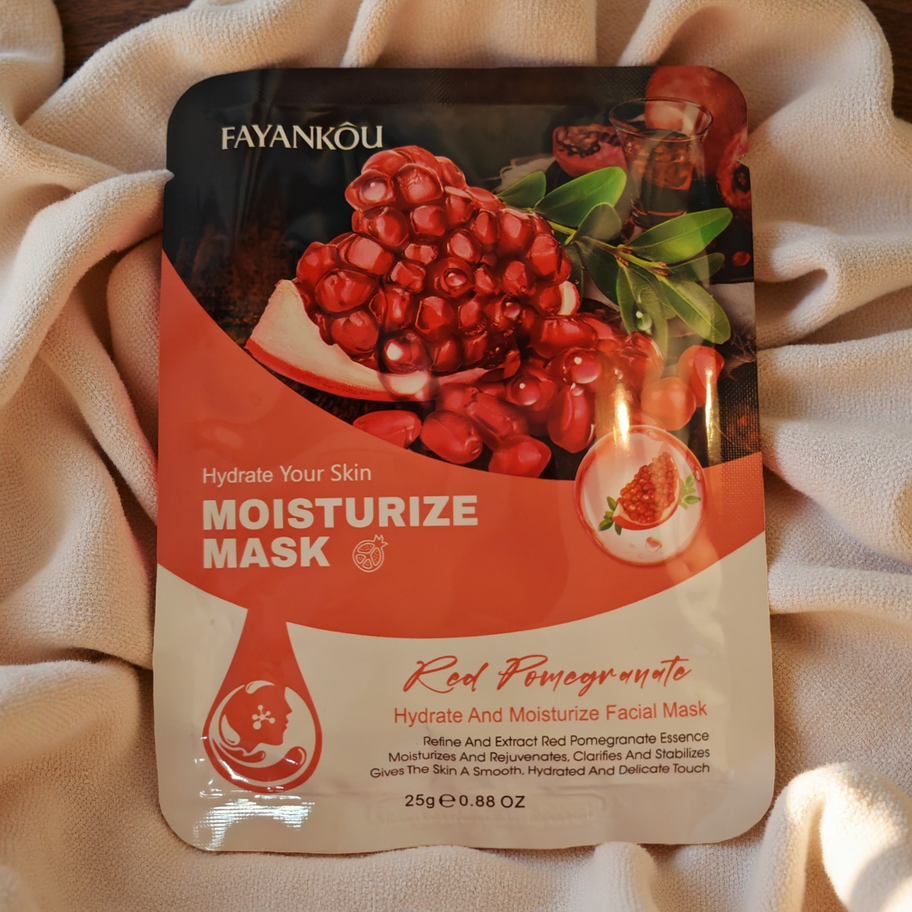 FAYANKÔU
Hydrate Your Skin
MOISTURIZE
MASK
Red Pomegranate
Hydrate And Moisturize Facial Mask
Refine And Extract Red Pomegranate Essence
Moisturizes And Rejuvenates, Clarifies And Stabilizes
Gives The Skin A Smooth, Hydrated And Delicate Touch
25g℮0.88 OZ